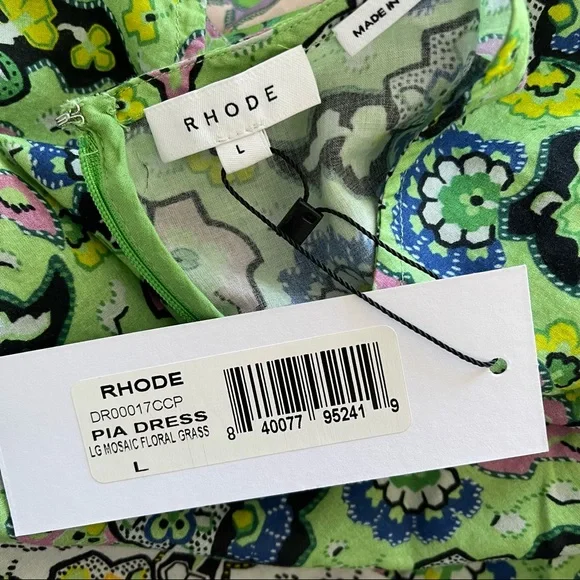 MADE IN
RHODE
L
RHODE
DR00017CCP
PIA DRESS
LG MOSAIC FLORAL GRASS
L
8 40077 95241 9